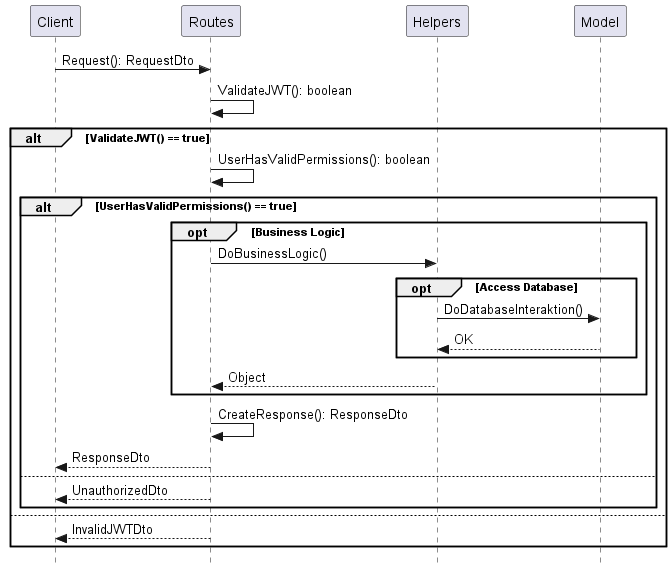 Client Routes Helpers Model
Request(): RequestDto
ValidateJWT(): boolean
alt [ValidateJWT() == true]
UserHasValidPermissions(): boolean
alt [UserHasValidPermissions() == true]
opt [Business Logic]
DoBusinessLogic()
opt [Access Database]
DoDatabaseInteraktion()
OK
Object
CreateResponse(): ResponseDto
ResponseDto
UnauthorizedDto
InvalidJWTDto